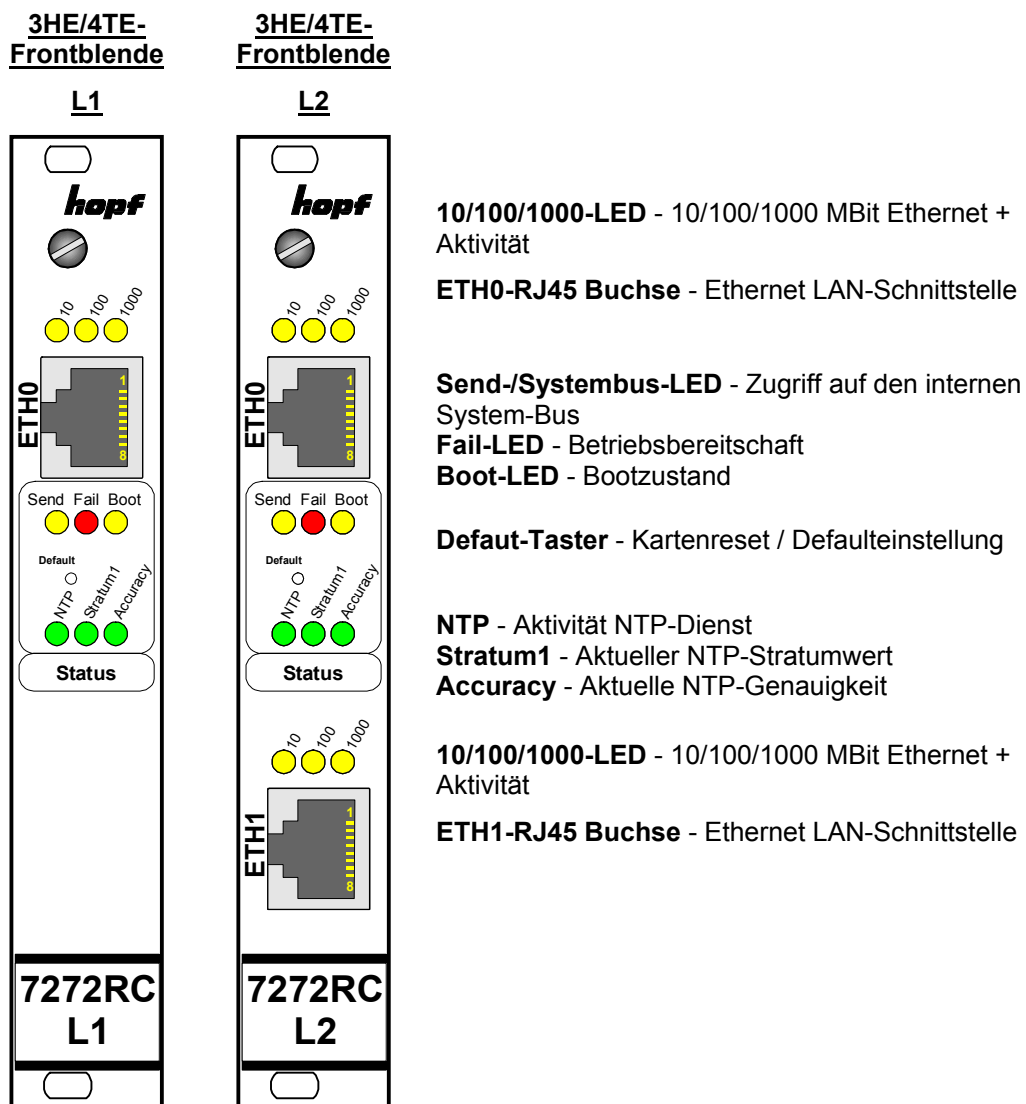 3HE/4TE-
Frontblende
L1
hopf
10 100 1000
ETH0
1
8
Send Fail Boot
Default
NTP Stratum1 Accuracy
Status
7272RC
L1
3HE/4TE-
Frontblende
L2
hopf
10 100 1000
ETH0
1
8
Send Fail Boot
Default
NTP Stratum1 Accuracy
Status
10 100 1000
ETH1
1
8
7272RC
L2
10/100/1000-LED - 10/100/1000 MBit Ethernet +
Aktivität
ETH0-RJ45 Buchse - Ethernet LAN-Schnittstelle
Send-/Systembus-LED - Zugriff auf den internen
System-Bus
Fail-LED - Betriebsbereitschaft
Boot-LED - Bootzustand
Defaut-Taster - Kartenreset / Defaulteinstellung
NTP - Aktivität NTP-Dienst
Stratum1 - Aktueller NTP-Stratumwert
Accuracy - Aktuelle NTP-Genauigkeit
10/100/1000-LED - 10/100/1000 MBit Ethernet +
Aktivität
ETH1-RJ45 Buchse - Ethernet LAN-Schnittstelle